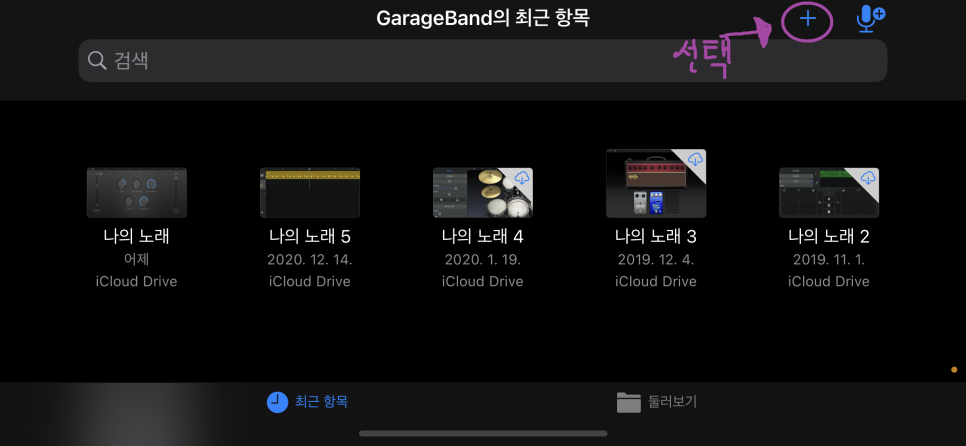 GarageBand의 최근 항목
선택
검색
나의 노래
어제
iCloud Drive
나의 노래 5
2020. 12. 14.
iCloud Drive
나의 노래 4
2020. 1. 19.
iCloud Drive
나의 노래 3
2019. 12. 4.
iCloud Drive
나의 노래 2
2019. 11. 1.
iCloud Drive
최근 항목
둘러보기